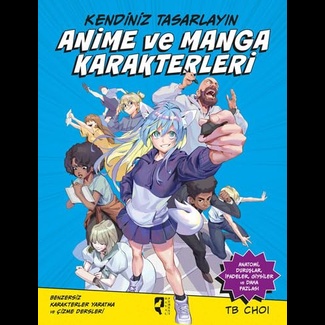 KENDİNİZ TASARLAYIN
ANİME ve MANGA
KARAKTERLERİ
ANATOMİ,
DURUŞLAR,
İFADELER, GİYSİLER
ve DAHA
FAZLASI
BENZERSİZ
KARAKTERLER YARATMA
ve ÇİZME DERSLERİ
TB CHOI